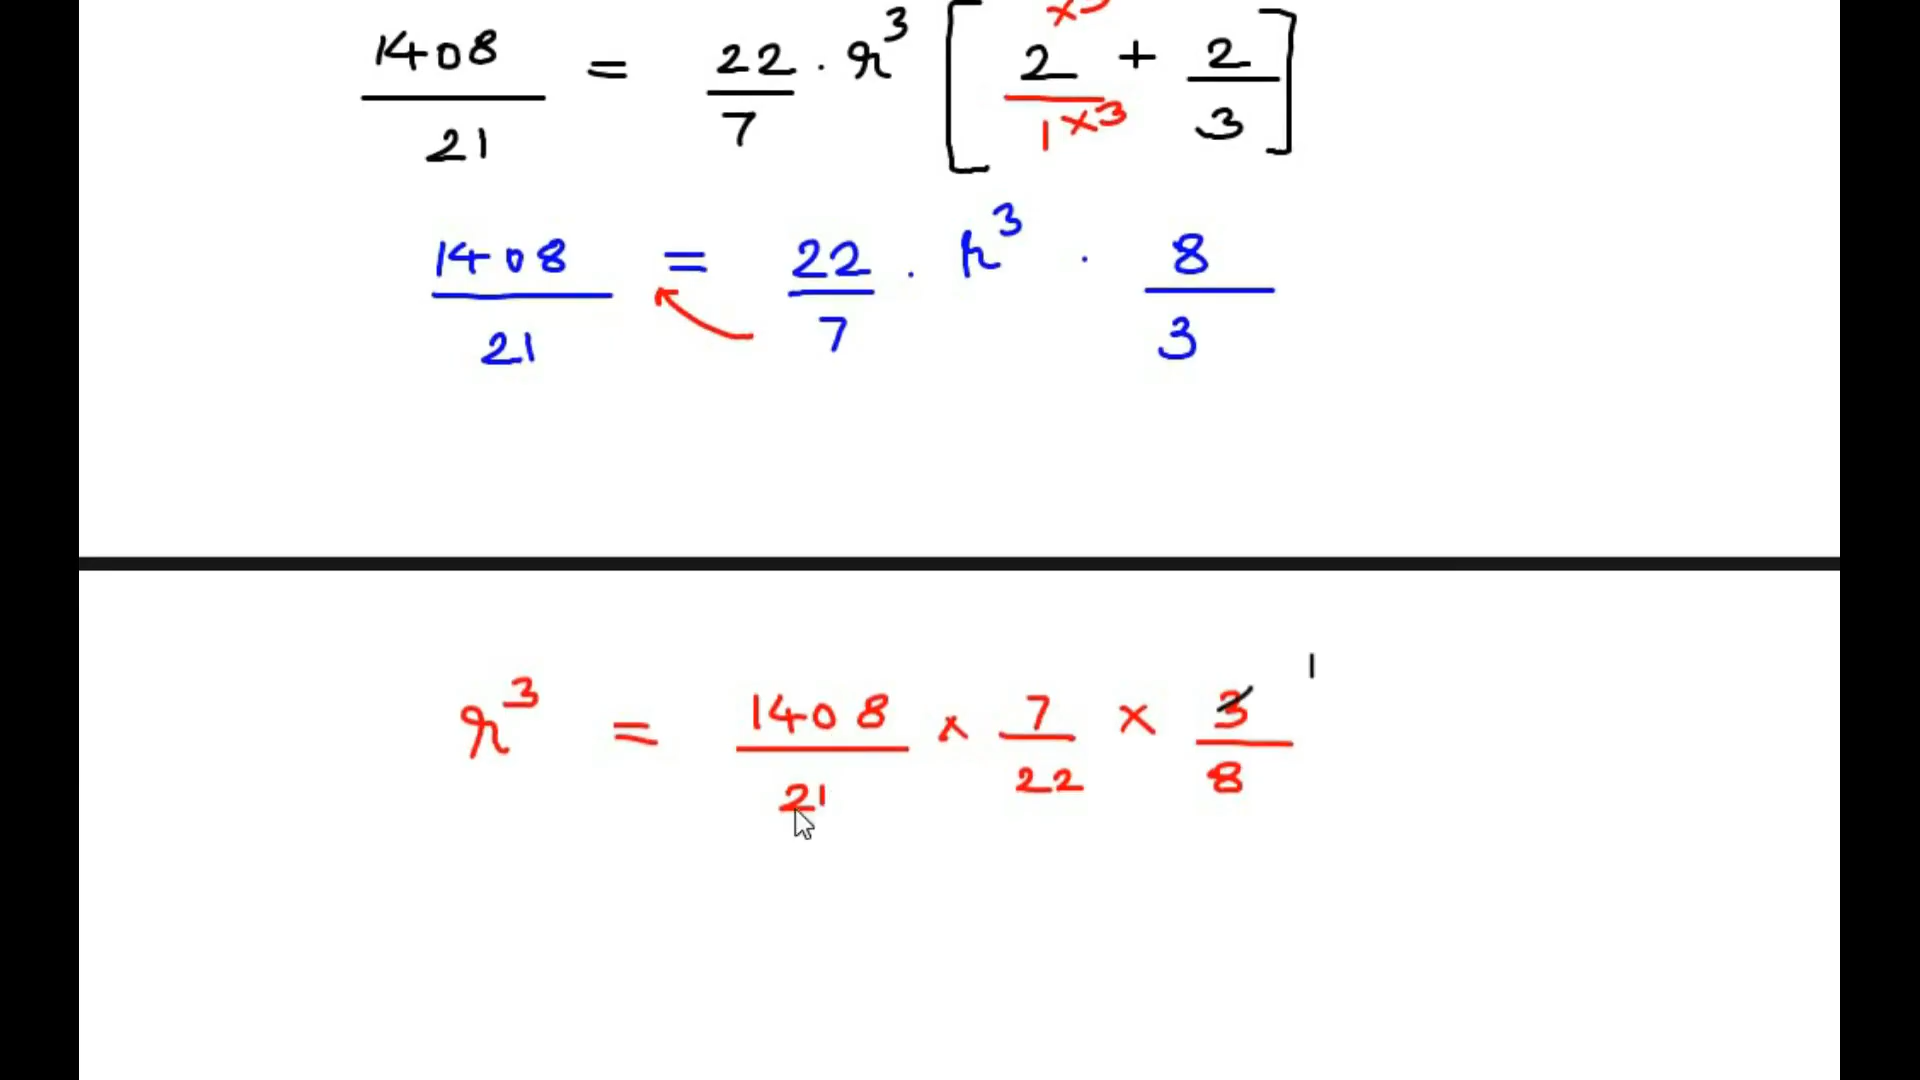 1408/21 = 22/7 · r³ [ 2×3/1×3 + 2/3 ]
1408/21 = 22/7 · r³ · 8/3
r³ = 1408/21 × 7/22 × 3/8 1